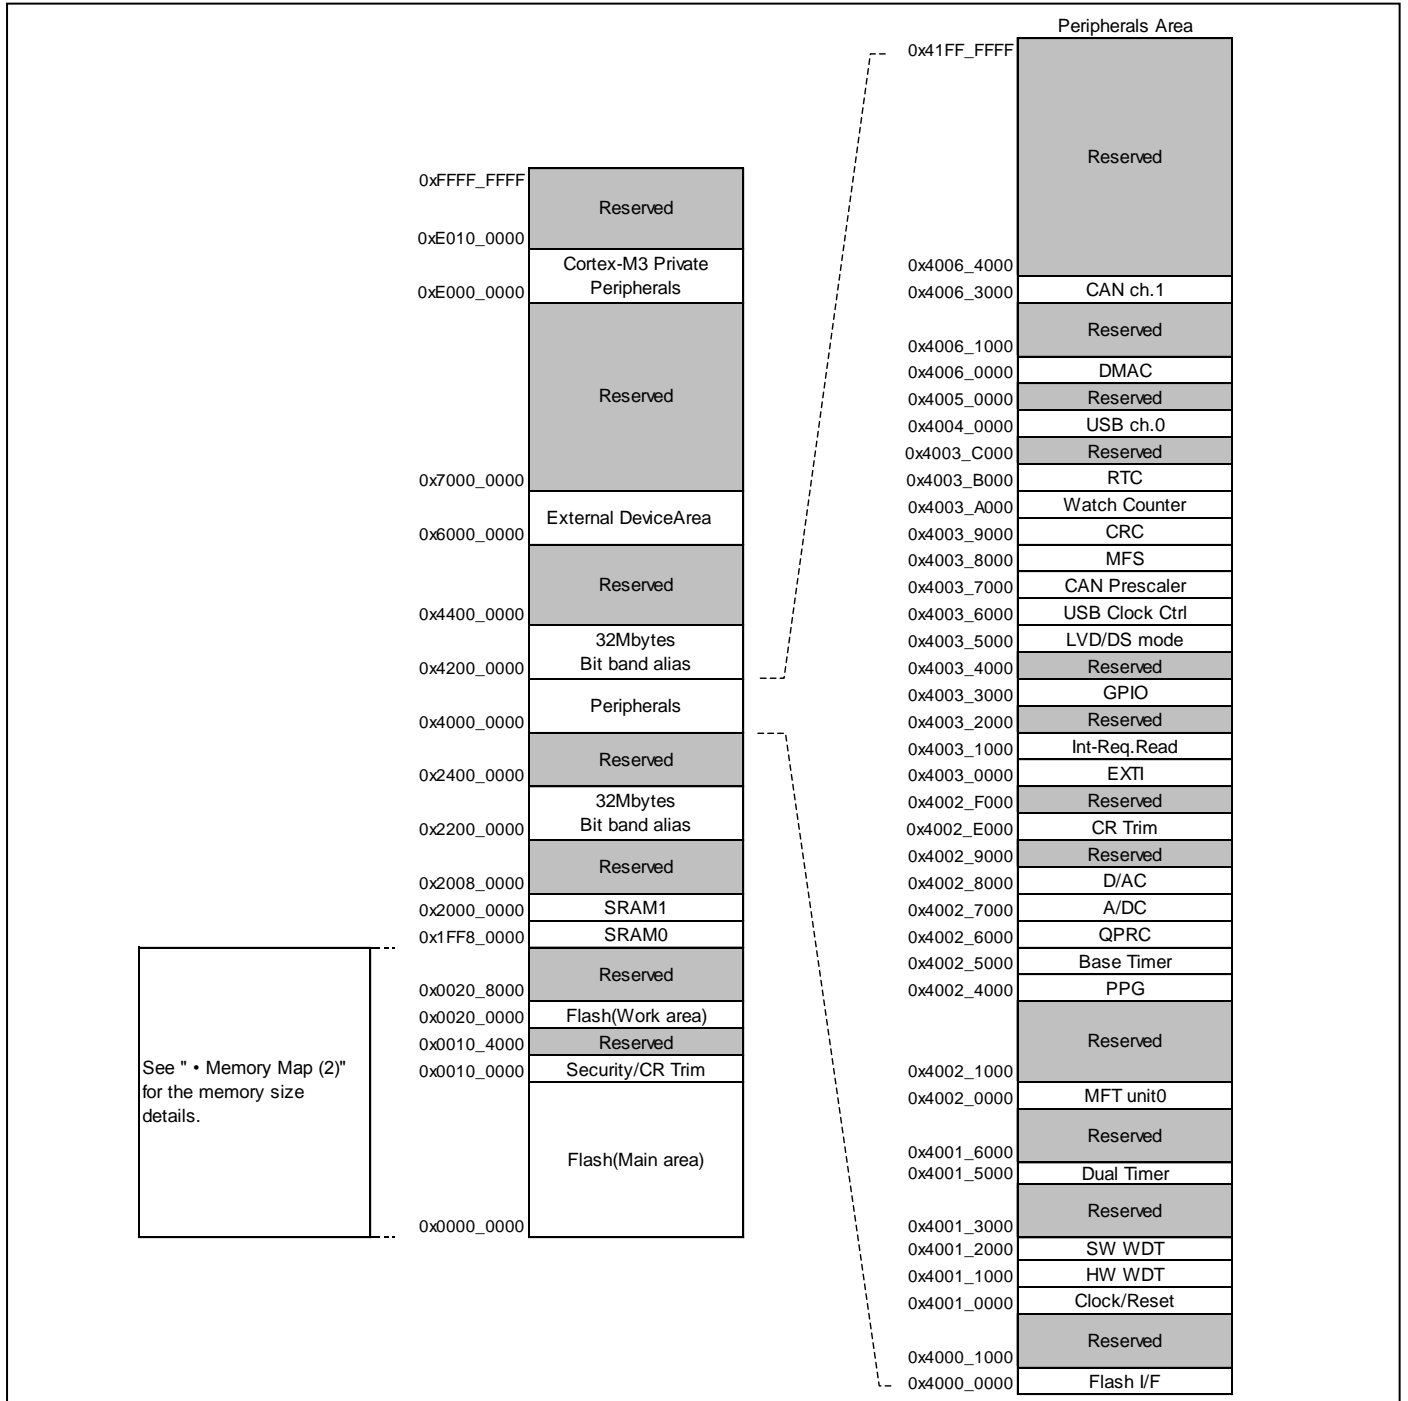 Peripherals Area
0x41FF_FFFF
Reserved
0x4006_4000
0x4006_3000 CAN ch.1
Reserved
0x4006_1000
0x4006_0000 DMAC
0x4005_0000 Reserved
0x4004_0000 USB ch.0
0x4003_C000 Reserved
0x4003_B000 RTC
0x4003_A000 Watch Counter
0x4003_9000 CRC
0x4003_8000 MFS
0x4003_7000 CAN Prescaler
0x4003_6000 USB Clock Ctrl
0x4003_5000 LVD/DS mode
0x4003_4000 Reserved
0x4003_3000 GPIO
0x4003_2000 Reserved
0x4003_1000 Int-Req.Read
0x4003_0000 EXTI
0x4002_F000 Reserved
0x4002_E000 CR Trim
0x4002_9000 Reserved
0x4002_8000 D/AC
0x4002_7000 A/DC
0x4002_6000 QPRC
0x4002_5000 Base Timer
0x4002_4000 PPG
Reserved
0x4002_1000
0x4002_0000 MFT unit0
Reserved
0x4001_6000
0x4001_5000 Dual Timer
Reserved
0x4001_3000
0x4001_2000 SW WDT
0x4001_1000 HW WDT
0x4001_0000 Clock/Reset
Reserved
0x4000_1000
0x4000_0000 Flash I/F
0xFFFF_FFFF
Reserved
0xE010_0000
Cortex-M3 Private
0xE000_0000 Peripherals
Reserved
0x7000_0000
External DeviceArea
0x6000_0000
Reserved
0x4400_0000
32Mbytes
0x4200_0000 Bit band alias
Peripherals
0x4000_0000
Reserved
0x2400_0000
32Mbytes
0x2200_0000 Bit band alias
Reserved
0x2008_0000
0x2000_0000 SRAM1
0x1FF8_0000 SRAM0
Reserved
0x0020_8000
0x0020_0000 Flash(Work area)
0x0010_4000 Reserved
0x0010_0000 Security/CR Trim
Flash(Main area)
0x0000_0000
See " • Memory Map (2)"
for the memory size
details.